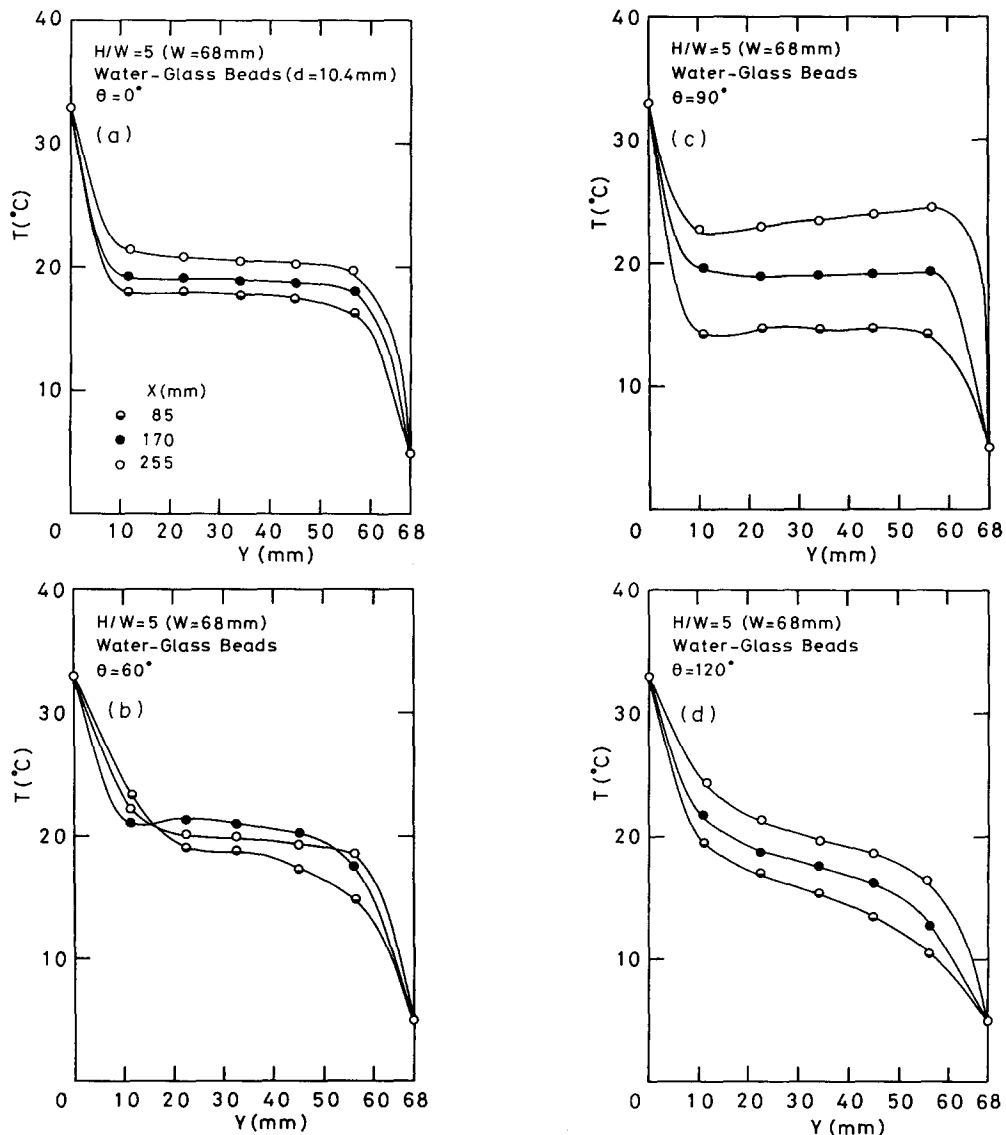 40
H/W=5 (W=68mm)
Water-Glass Beads (d=10.4mm)
θ=0°
(a)
30
T(°C)
20
10
X(mm)
85
170
255
0 10 20 30 40 50 60 68
Y (mm)
40
H/W=5 (W=68mm)
Water-Glass Beads
θ=90°
(c)
30
T(°C)
20
10
0 10 20 30 40 50 60 68
Y (mm)
40
H/W=5 (W=68mm)
Water-Glass Beads
θ=60°
(b)
30
T(°C)
20
10
0 10 20 30 40 50 60 68
Y(mm)
40
H/W=5 (W=68mm)
Water-Glass Beads
θ=120°
(d)
30
T(°C)
20
10
0 10 20 30 40 50 60 68
Y (mm)